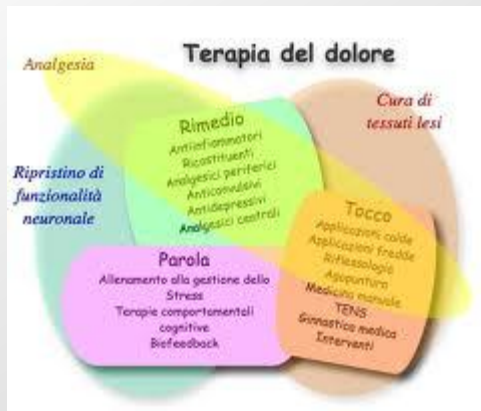 Terapia del dolore
Analgesia
Cura di
tessuti lesi
Ripristino di
funzionalità
neuronale
Rimedio
Antiinfiammatori
Ricostituenti
Analgesici periferici
Anticonvulsivi
Antidepressivi
Analgesici centrali
Tocco
Applicazioni calde
Applicazioni fredde
Riflessologia
Agopuntura
Medicina manuale
TENS
Ginnastica medica
Interventi
Parola
Allenamento alla gestione dello
Stress
Terapie comportamentali
cognitive
Biofeedback